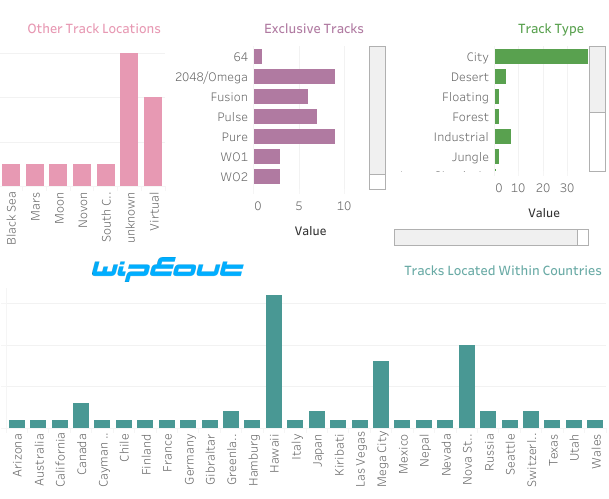 Other Track Locations
Black Sea
Mars
Moon
Novon
South C..
unknown
Virtual
Exclusive Tracks
64
2048/Omega
Fusion
Pulse
Pure
WO1
WO2
0 5 10
Value
Track Type
City
Desert
Floating
Forest
Industrial
Jungle
0 10 20 30
Value
wipEout
Tracks Located Within Countries
Arizona
Australia
California
Canada
Cayman ..
Chile
Finland
France
Germany
Gibraltar
Greenla..
Hamburg
Hawaii
Italy
Japan
Kiribati
Las Vegas
Mega City
Mexico
Nepal
Nevada
Nova St..
Russia
Seattle
Switzerl..
Texas
Utah
Wales